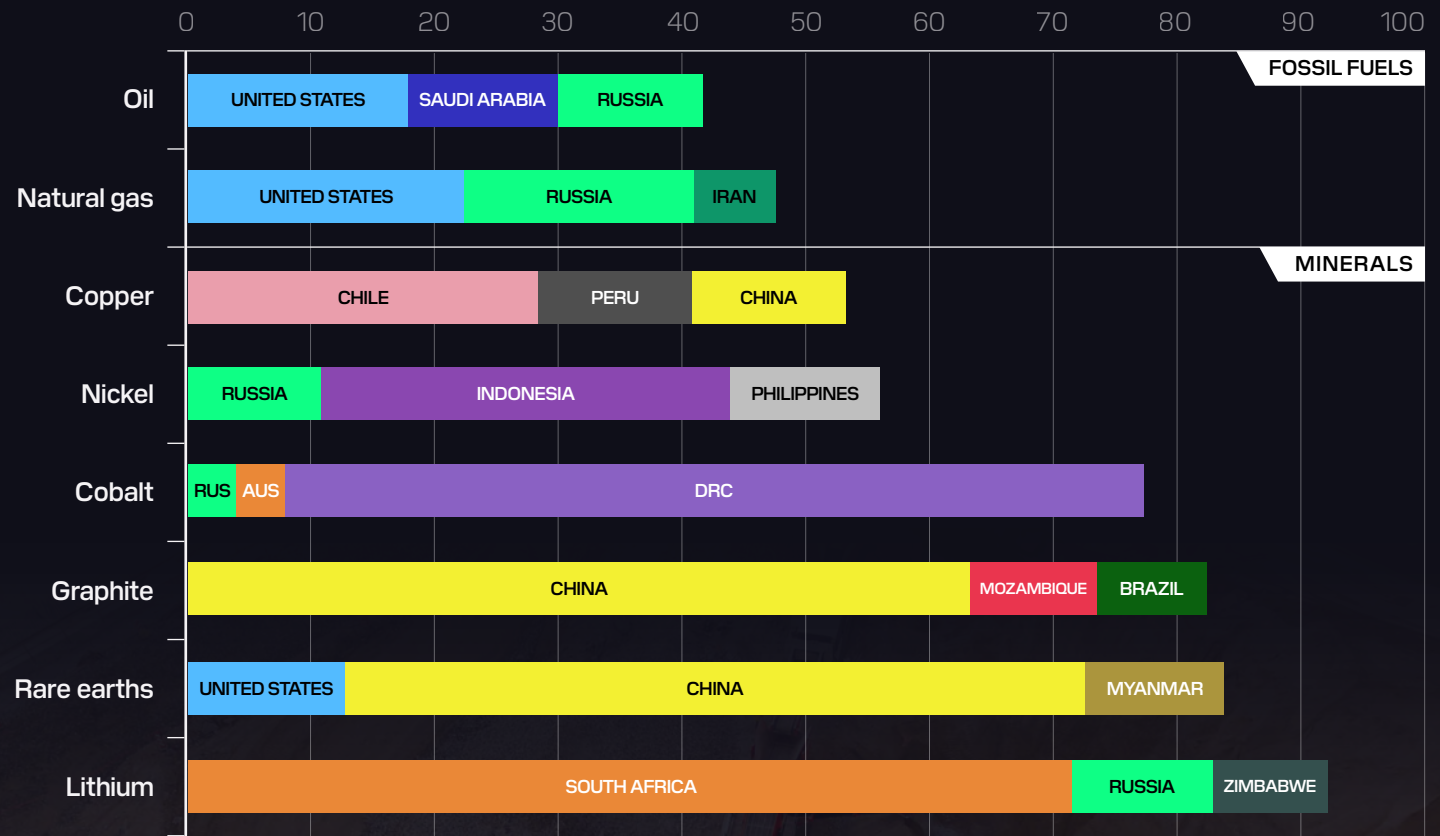 0 10 20 30 40 50 60 70 80 90 100
FOSSIL FUELS
Oil UNITED STATES SAUDI ARABIA RUSSIA
Natural gas UNITED STATES RUSSIA IRAN
MINERALS
Copper CHILE PERU CHINA
Nickel RUSSIA INDONESIA PHILIPPINES
Cobalt RUS AUS DRC
Graphite CHINA MOZAMBIQUE BRAZIL
Rare earths UNITED STATES CHINA MYANMAR
Lithium SOUTH AFRICA RUSSIA ZIMBABWE